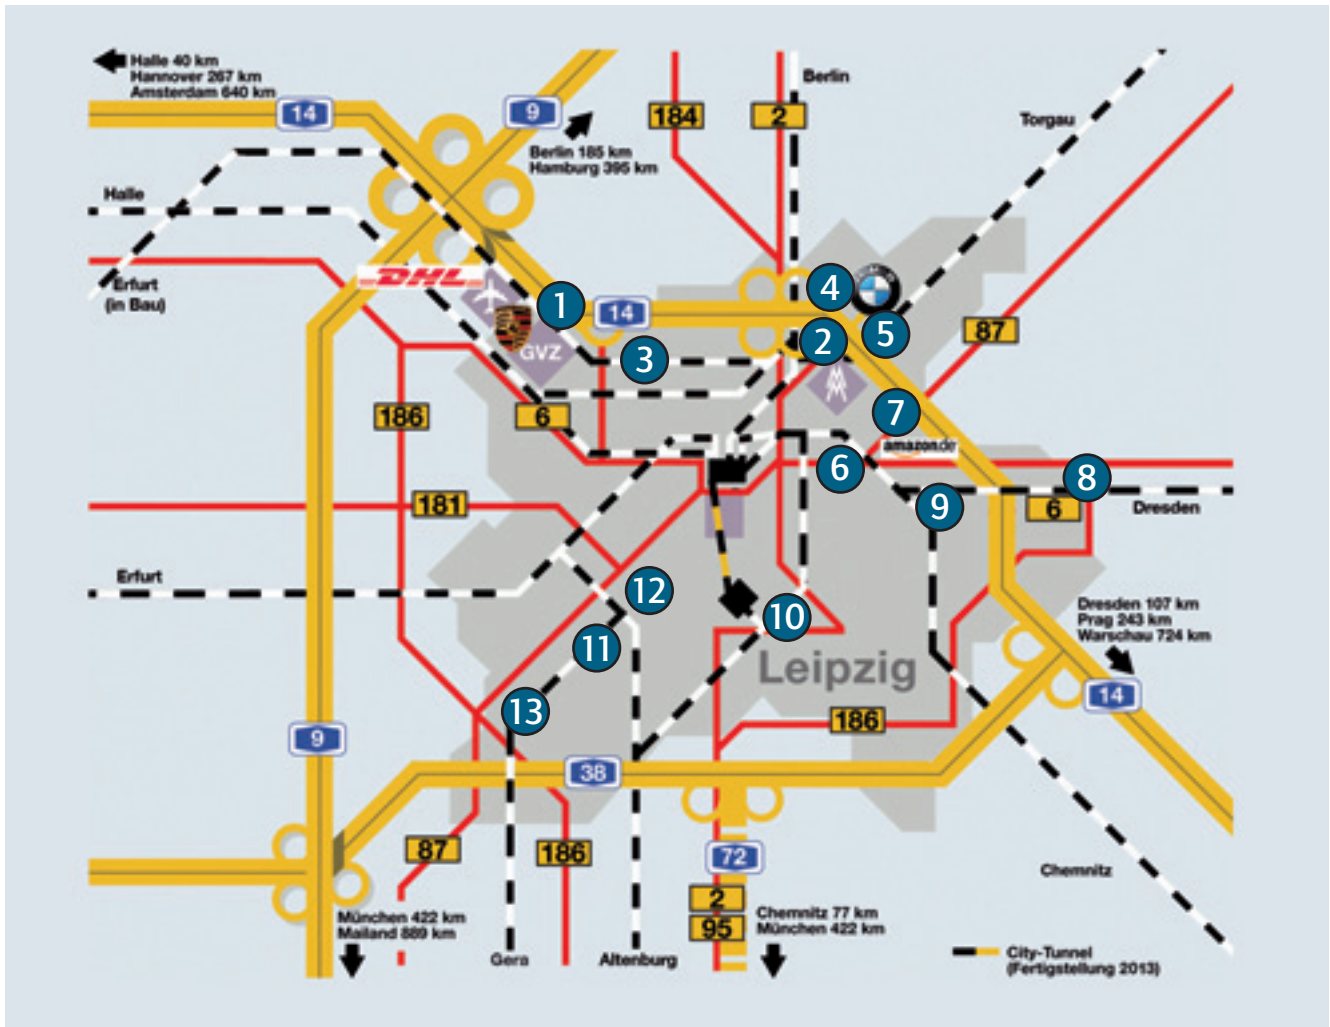 Halle 40 km
Hannover 267 km
Amsterdam 640 km
14
9
Berlin 185 km
Hamburg 395 km
184
2
Berlin
Torgau
Halle
Erfurt
(in Bau)
DHL
1
14
4
GVZ
3
2
5
87
186
6
7
amazon.de
6
8
181
9
6
Dresden
Erfurt
12
10
11
Dresden 107 km
Prag 243 km
Warschau 724 km
Leipzig
13
14
186
9
38
87
186
72
2
95
Chemnitz
München 422 km
Mailand 889 km
Chemnitz 77 km
München 422 km
Gera
Altenburg
City-Tunnel
(Fertigstellung 2013)